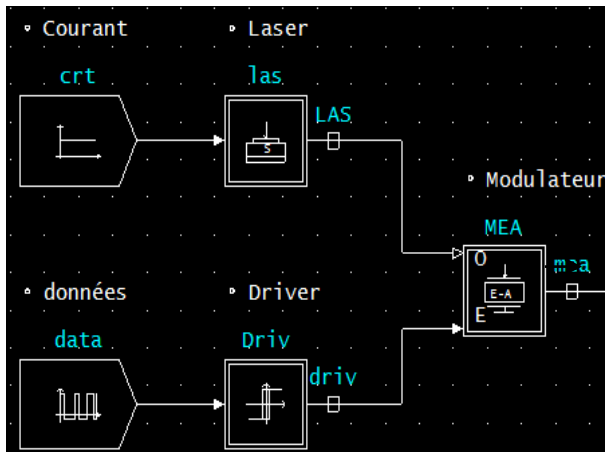 Courant
Laser
crt
las
LAS
S
Modulateur
MEA
O
E-A
E
données
Driver
data
Driv
driv